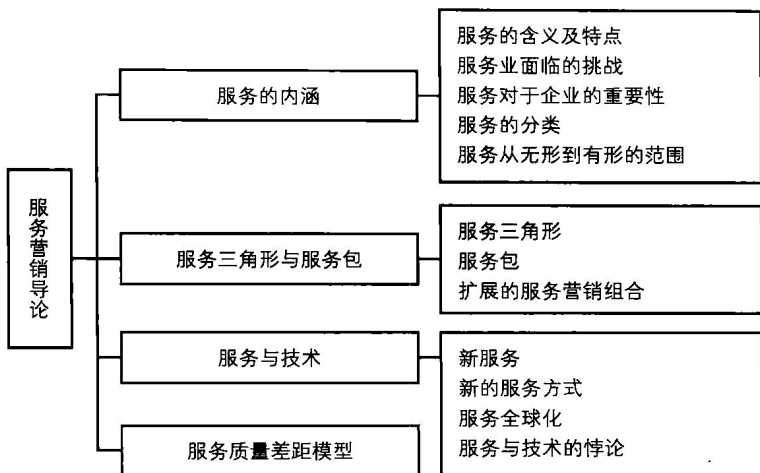 服务营销导论
服务的内涵
服务的含义及特点
服务业面临的挑战
服务对于企业的重要性
服务的分类
服务从无形到有形的范围
服务三角形与服务包
服务三角形
服务包
扩展的服务营销组合
服务与技术
新服务
新的服务方式
服务全球化
服务与技术的悖论
服务质量差距模型